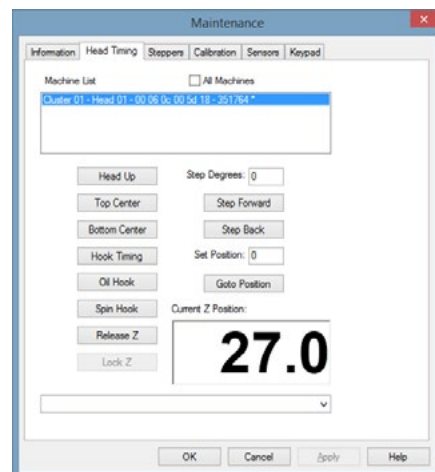 Maintenance
Information Head Timing Steppers Calibration Sensors Keypad
Machine List All Machines
Cluster 01 - Head 01 - 00 06 0c 00 5d 18 - 351764 *
Head Up Step Degrees: 0
Top Center Step Forward
Bottom Center Step Back
Hook Timing Set Position: 0
Oil Hook Goto Position
Spin Hook Current Z Position:
Release Z 27.0
Lock Z
OK Cancel Apply Help